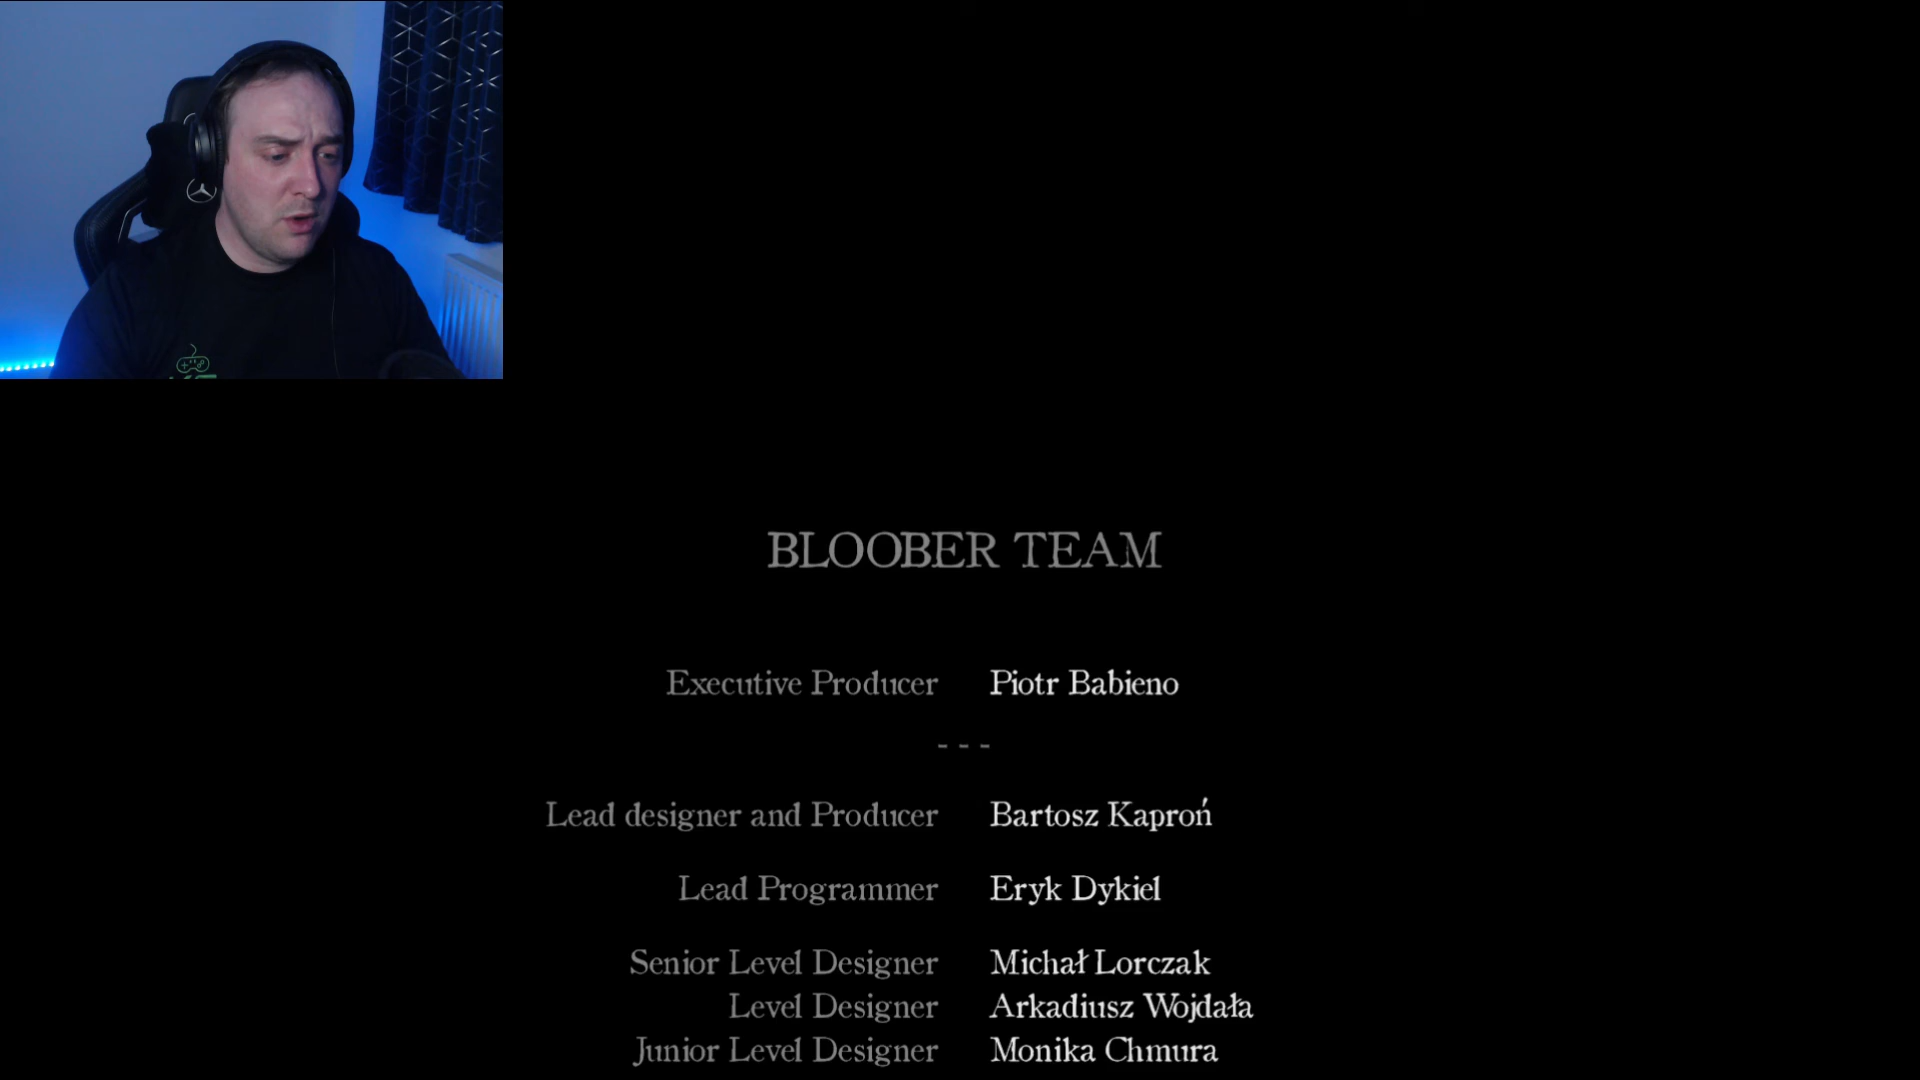 BLOOBER TEAM
Executive Producer Piotr Babieno
- - -
Lead designer and Producer Bartosz Kaproń
Lead Programmer Eryk Dykiel
Senior Level Designer Michał Lorczak
Level Designer Arkadiusz Wojdała
Junior Level Designer Monika Chmura